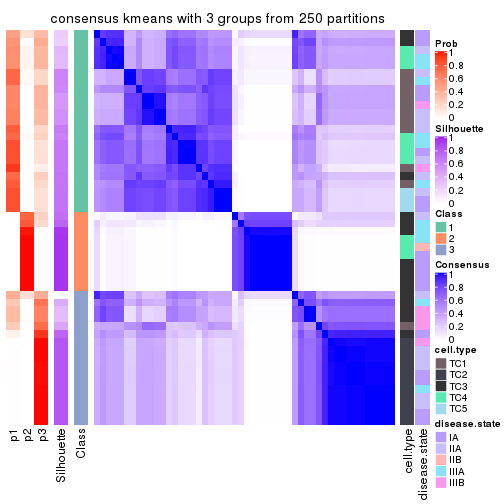 consensus kmeans with 3 groups from 250 partitions
Prob
1
0.8
0.6
0.4
0.2
0
Silhouette
1
0.8
0.6
0.4
0.2
0
Class
1
2
3
Consensus
1
0.8
0.6
0.4
0.2
0
cell.type
TC1
TC2
TC3
TC4
TC5
disease.state
IA
IIA
IIB
IIIA
IIIB
p1
p2
p3
Silhouette
Class
cell.type
disease.state